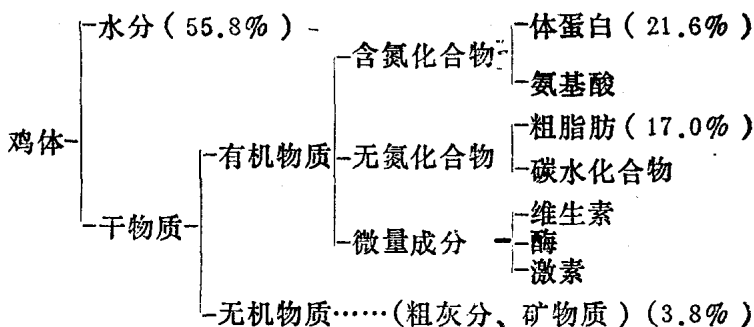 水分（55.8%）
体蛋白（21.6%）
含氮化合物
氨基酸
鸡体
粗脂肪（17.0%）
有机物质
无氮化合物
碳水化合物
干物质
维生素
微量成分
酶
激素
无机物质……（粗灰分、矿物质）（3.8%）